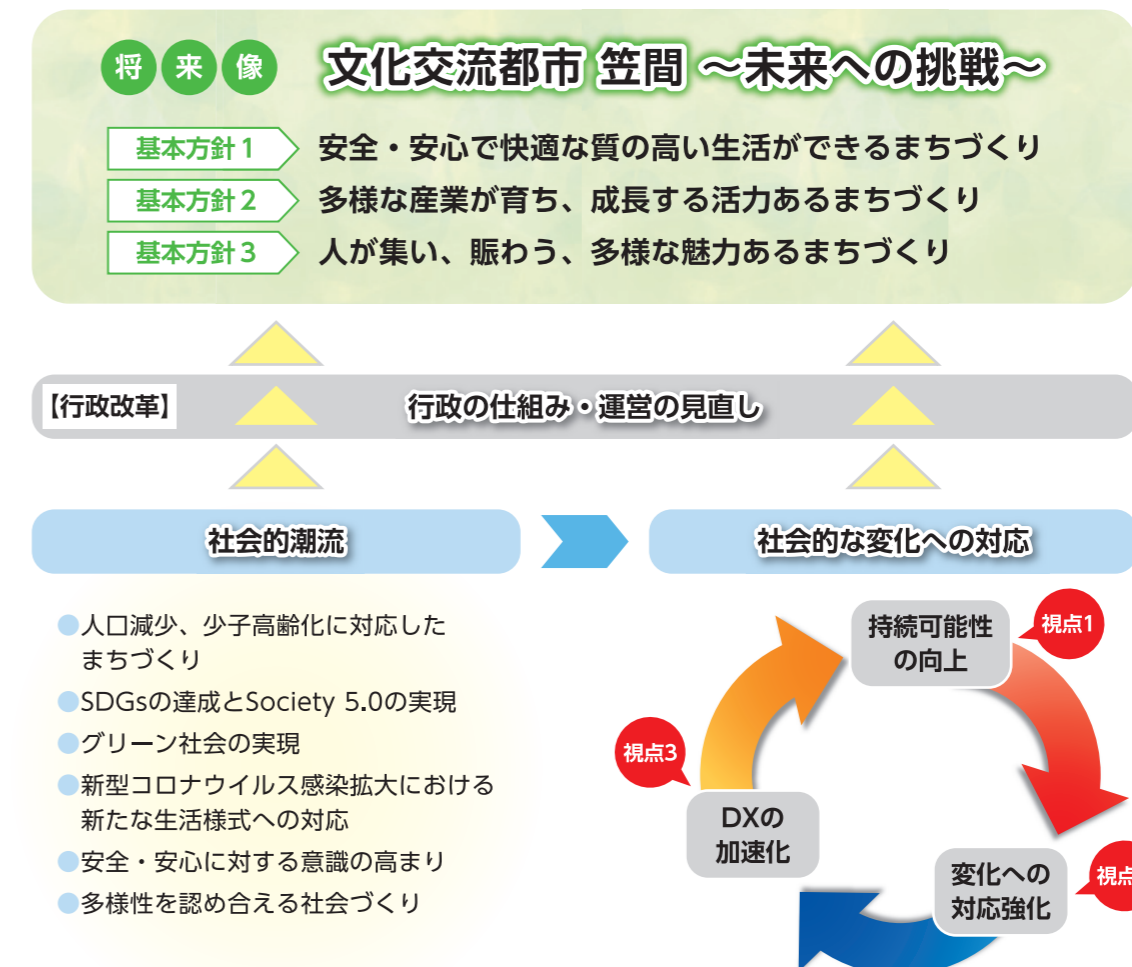 将来像 文化交流都市 笠間 ～未来への挑戦～
基本方針1 安全・安心で快適な質の高い生活ができるまちづくり
基本方針2 多様な産業が育ち、成長する活力あるまちづくり
基本方針3 人が集い、賑わう、多様な魅力あるまちづくり
【行政改革】 行政の仕組み・運営の見直し
社会的潮流
●人口減少、少子高齢化に対応した
まちづくり
●SDGsの達成とSociety 5.0の実現
●グリーン社会の実現
●新型コロナウイルス感染拡大における
新たな生活様式への対応
●安全・安心に対する意識の高まり
●多様性を認め合える社会づくり
社会的な変化への対応
視点1
持続可能性
の向上
視点
変化への
対応強化
視点3
DXの
加速化